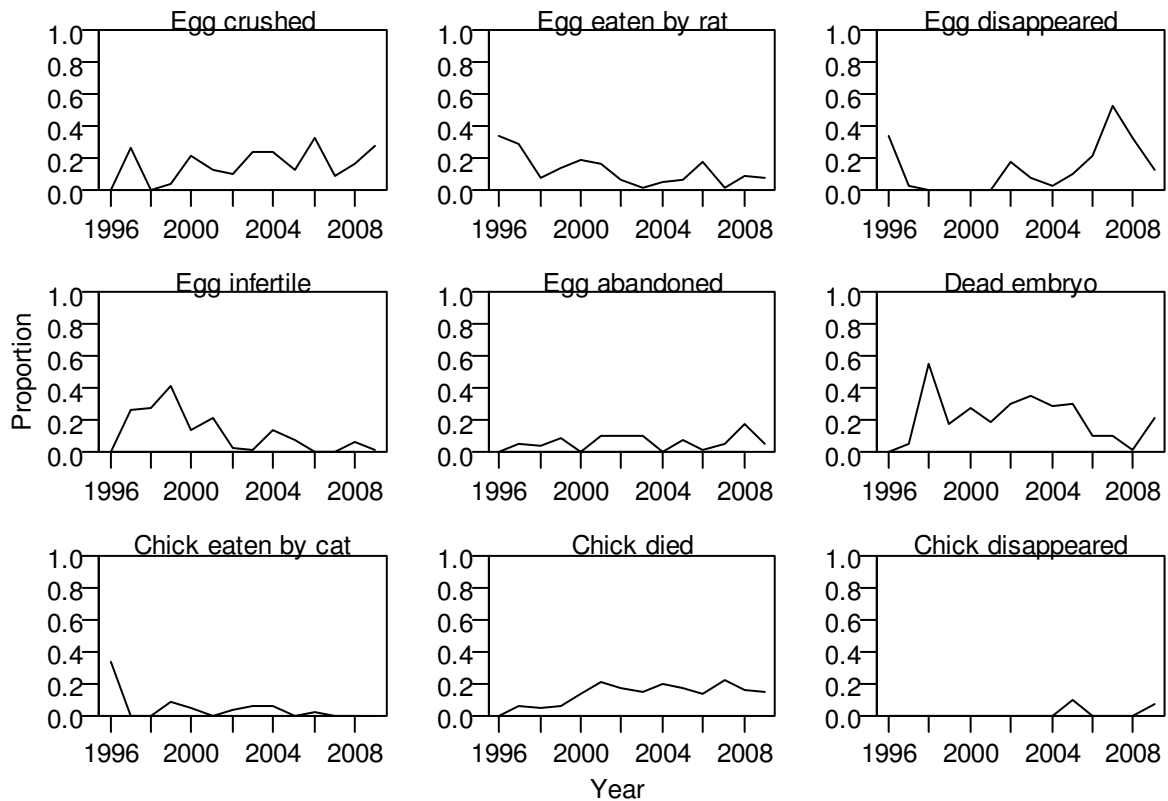 Egg crushed Egg eaten by rat Egg disappeared
1.0 1.0 1.0
0.8 0.8 0.8
0.6 0.6 0.6
0.4 0.4 0.4
0.2 0.2 0.2
0.0 0.0 0.0
1996 2000 2004 2008 1996 2000 2004 2008 1996 2000 2004 2008
Egg infertile Egg abandoned Dead embryo
1.0 1.0 1.0
0.8 0.8 0.8
0.6 0.6 0.6
Proportion
0.4 0.4 0.4
0.2 0.2 0.2
0.0 0.0 0.0
1996 2000 2004 2008 1996 2000 2004 2008 1996 2000 2004 2008
Chick eaten by cat Chick died Chick disappeared
1.0 1.0 1.0
0.8 0.8 0.8
0.6 0.6 0.6
0.4 0.4 0.4
0.2 0.2 0.2
0.0 0.0 0.0
1996 2000 2004 2008 1996 2000 2004 2008 1996 2000 2004 2008
Year